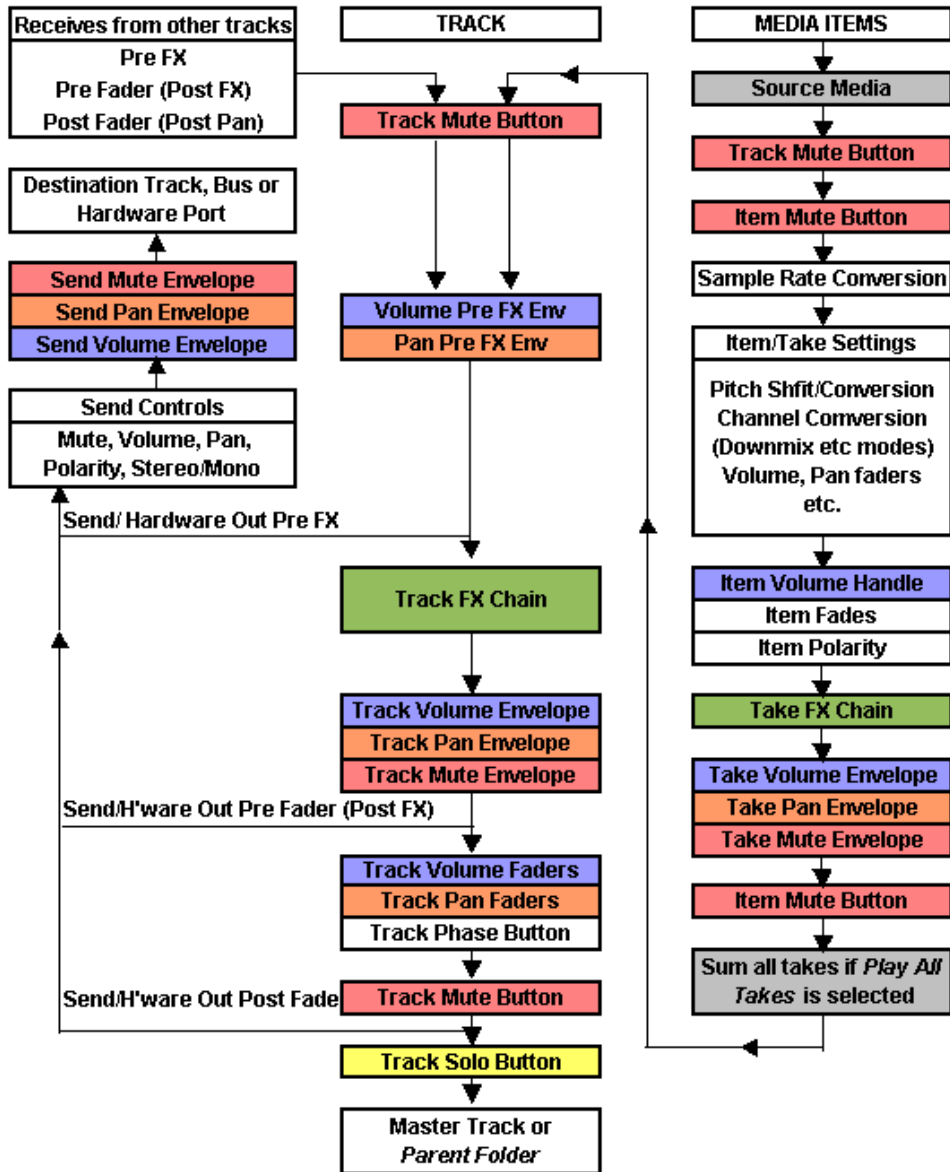 Receives from other tracks
Pre FX
Pre Fader (Post FX)
Post Fader (Post Pan)
Destination Track, Bus or
Hardware Port
Send Mute Envelope
Send Pan Envelope
Send Volume Envelope
Send Controls
Mute, Volume, Pan,
Polarity, Stereo/Mono
Send/ Hardware Out Pre FX
Send/H'ware Out Pre Fader (Post FX)
Send/H'ware Out Post Fade
TRACK
Track Mute Button
Volume Pre FX Env
Pan Pre FX Env
Track FX Chain
Track Volume Envelope
Track Pan Envelope
Track Mute Envelope
Track Volume Faders
Track Pan Faders
Track Phase Button
Track Mute Button
Track Solo Button
Master Track or
Parent Folder
MEDIA ITEMS
Source Media
Track Mute Button
Item Mute Button
Sample Rate Conversion
Item/Take Settings
Pitch Shfit/Conversion
Channel Comversion
(Downmix etc modes)
Volume, Pan faders
etc.
Item Volume Handle
Item Fades
Item Polarity
Take FX Chain
Take Volume Envelope
Take Pan Envelope
Take Mute Envelope
Item Mute Button
Sum all takes if Play All
Takes is selected